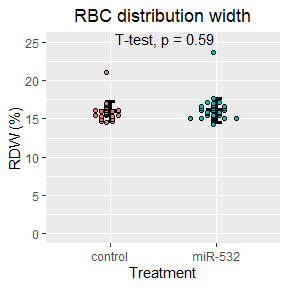 RBC distribution width
T-test, p = 0.59
25
20
15
10
5
0
RDW (%)
control miR-532
Treatment